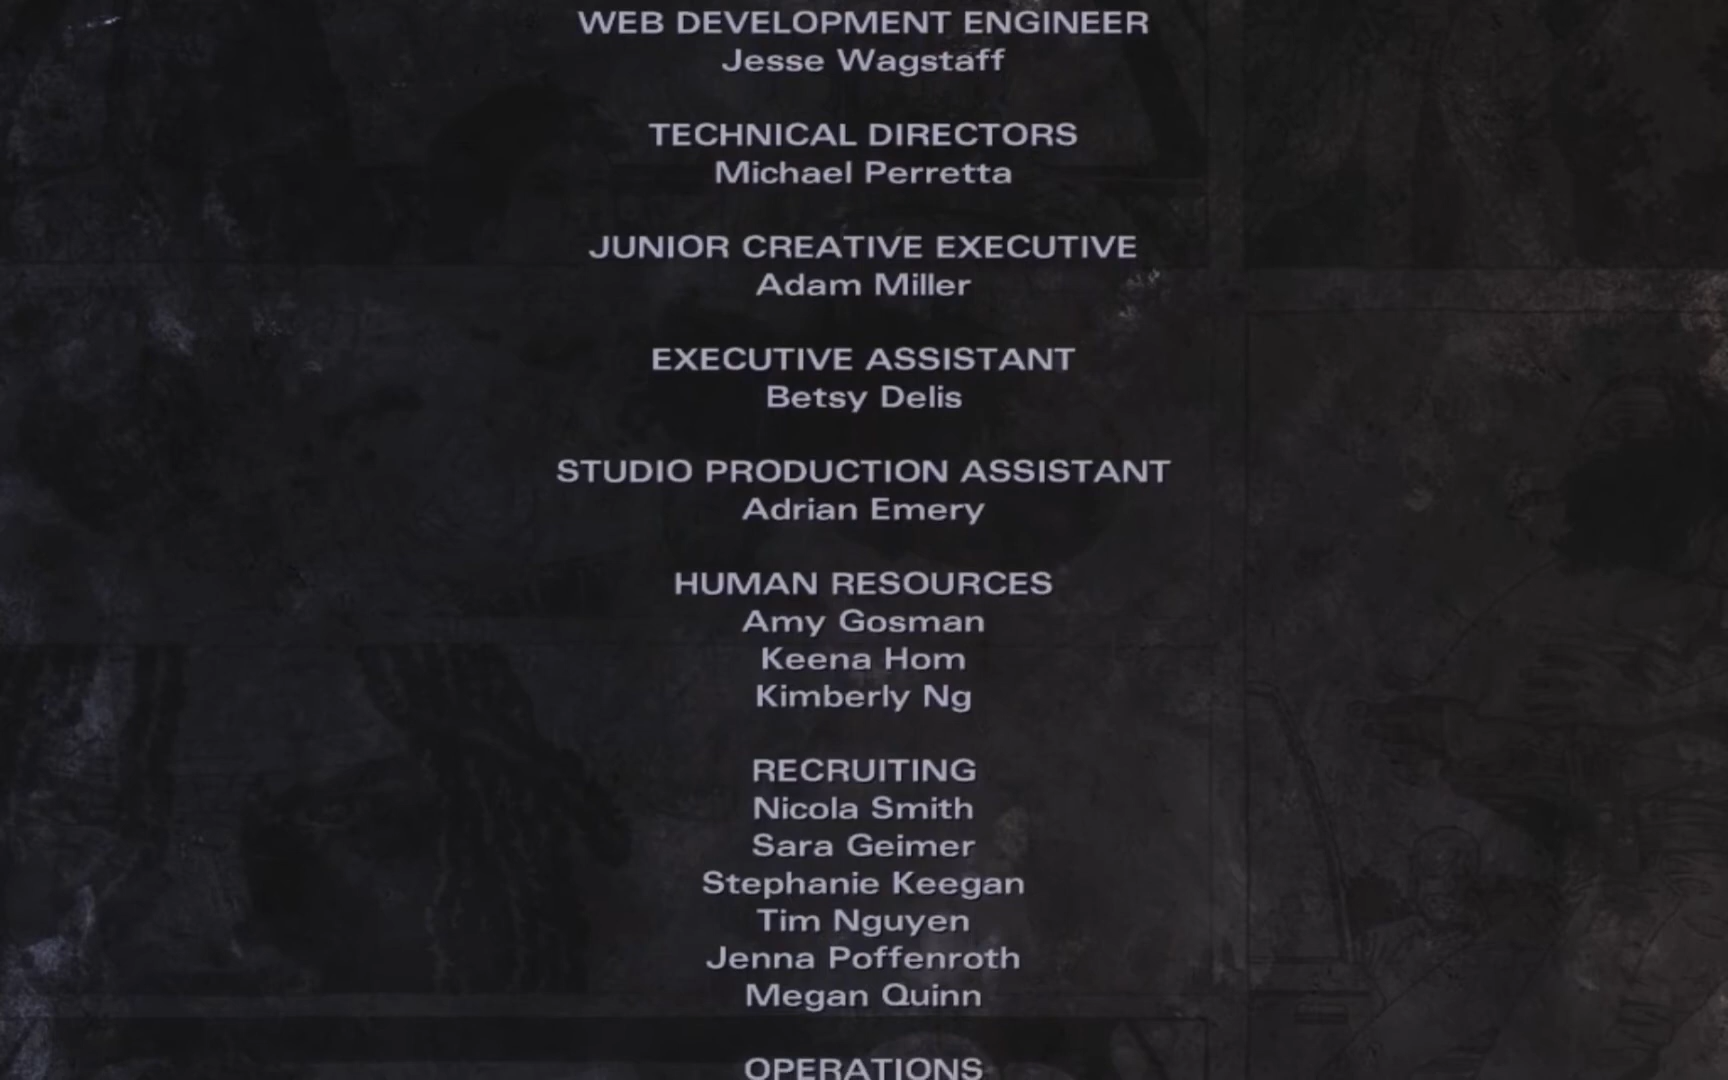 WEB DEVELOPMENT ENGINEER
Jesse Wagstaff
TECHNICAL DIRECTORS
Michael Perretta
JUNIOR CREATIVE EXECUTIVE
Adam Miller
EXECUTIVE ASSISTANT
Betsy Delis
STUDIO PRODUCTION ASSISTANT
Adrian Emery
HUMAN RESOURCES
Amy Gosman
Keena Hom
Kimberly Ng
RECRUITING
Nicola Smith
Sara Geimer
Stephanie Keegan
Tim Nguyen
Jenna Poffenroth
Megan Quinn
OPERATIONS